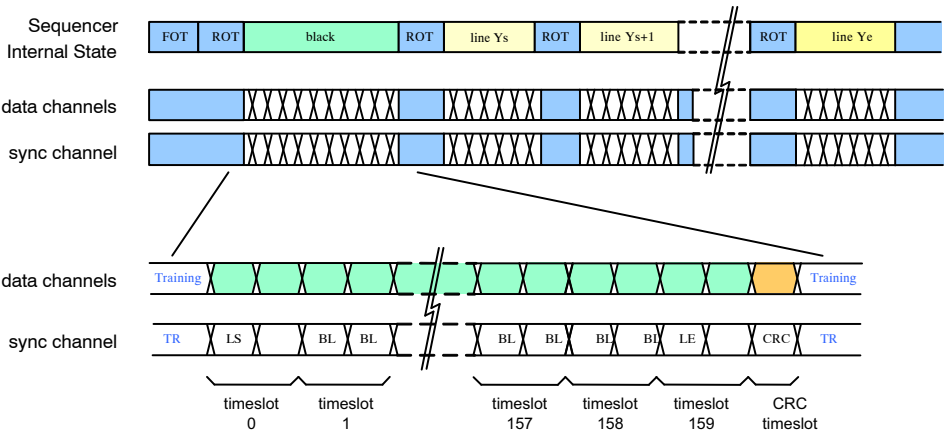 Sequencer
Internal State
FOT ROT black ROT line Ys ROT line Ys+1 ROT line Ye
data channels
sync channel
data channels Training Training
sync channel TR LS BL BL BL BL BL BL LE CRC TR
timeslot 0
timeslot 1
timeslot 157
timeslot 158
timeslot 159
CRC timeslot